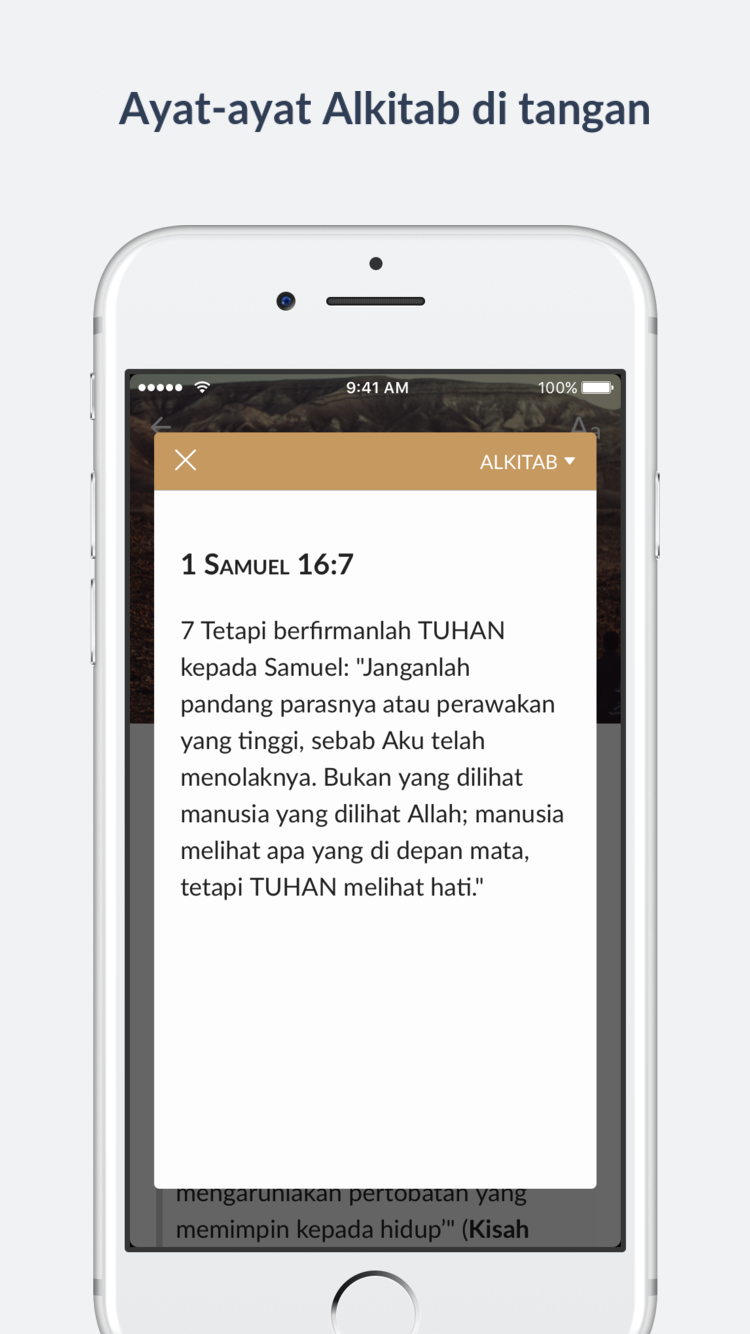 Ayat-ayat Alkitab di tangan
9:41 AM
100%
Aa
ALKITAB
1 SAMUEL 16:7
7 Tetapi berfirmanlah TUHAN
kepada Samuel: "Janganlah
pandang parasnya atau perawakan
yang tinggi, sebab Aku telah
menolaknya. Bukan yang dilihat
manusia yang dilihat Allah; manusia
melihat apa yang di depan mata,
tetapi TUHAN melihat hati."
mengaruniakan pertobatan yang
memimpin kepada hidup’" (Kisah